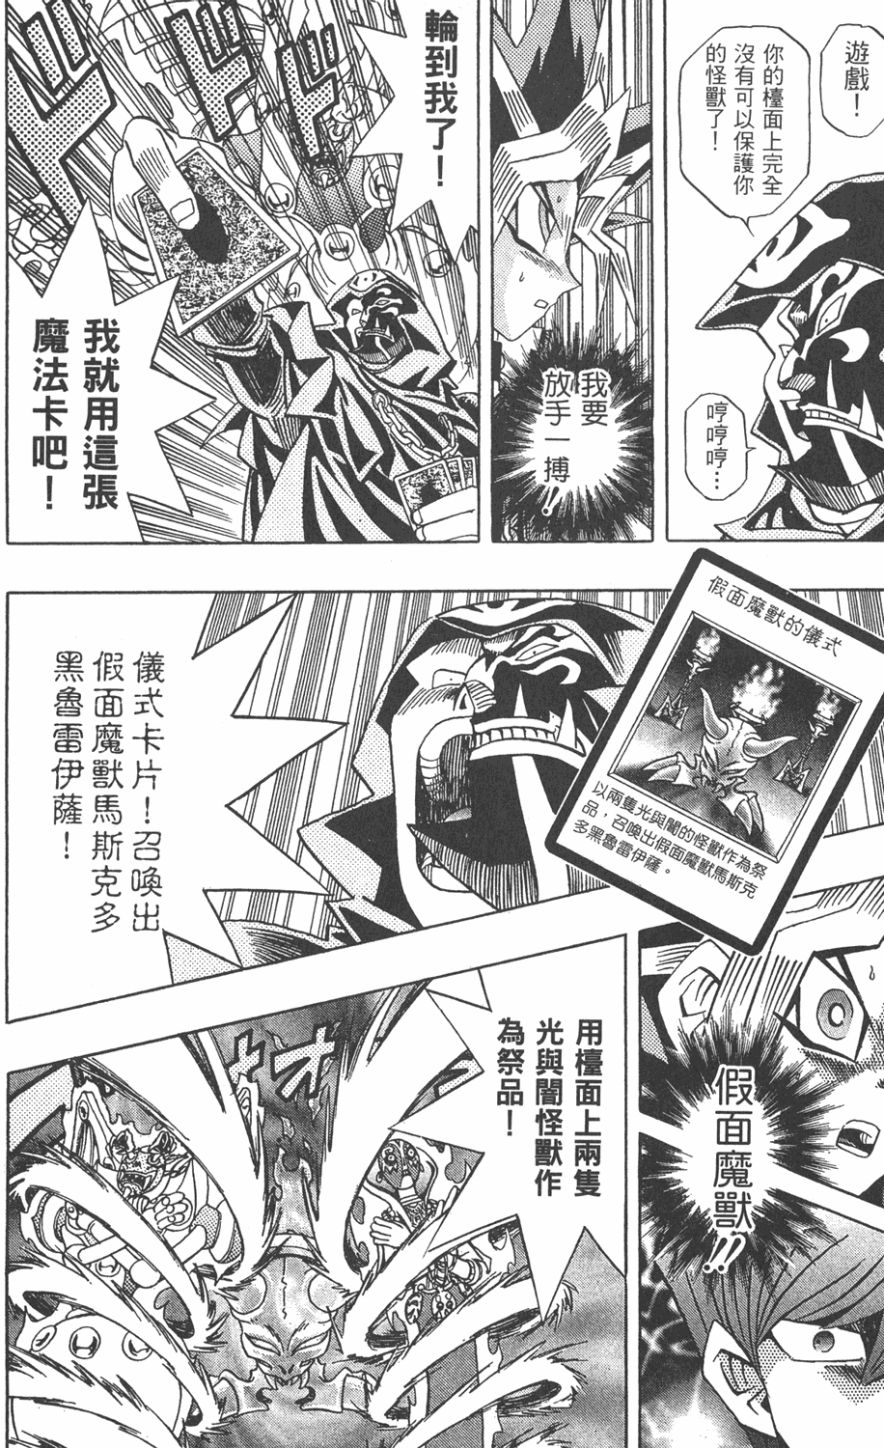 遊戲！
你的檯面上完全
沒有可以保護你
的怪獸了！
哼哼哼…
我要
放手一搏!!
輪到我了！
ドドド
我就用這張
魔法卡吧！
假面魔獸的儀式
以兩隻光與闇的怪獸作為祭
品，召喚出假面魔獸馬斯克
多黑魯雷伊薩。
儀式卡片！召喚出
假面魔獸馬斯克多
黑魯雷伊薩！
假面魔獸!!
用檯面上兩隻
光與闇怪獸作
為祭品！
オオ